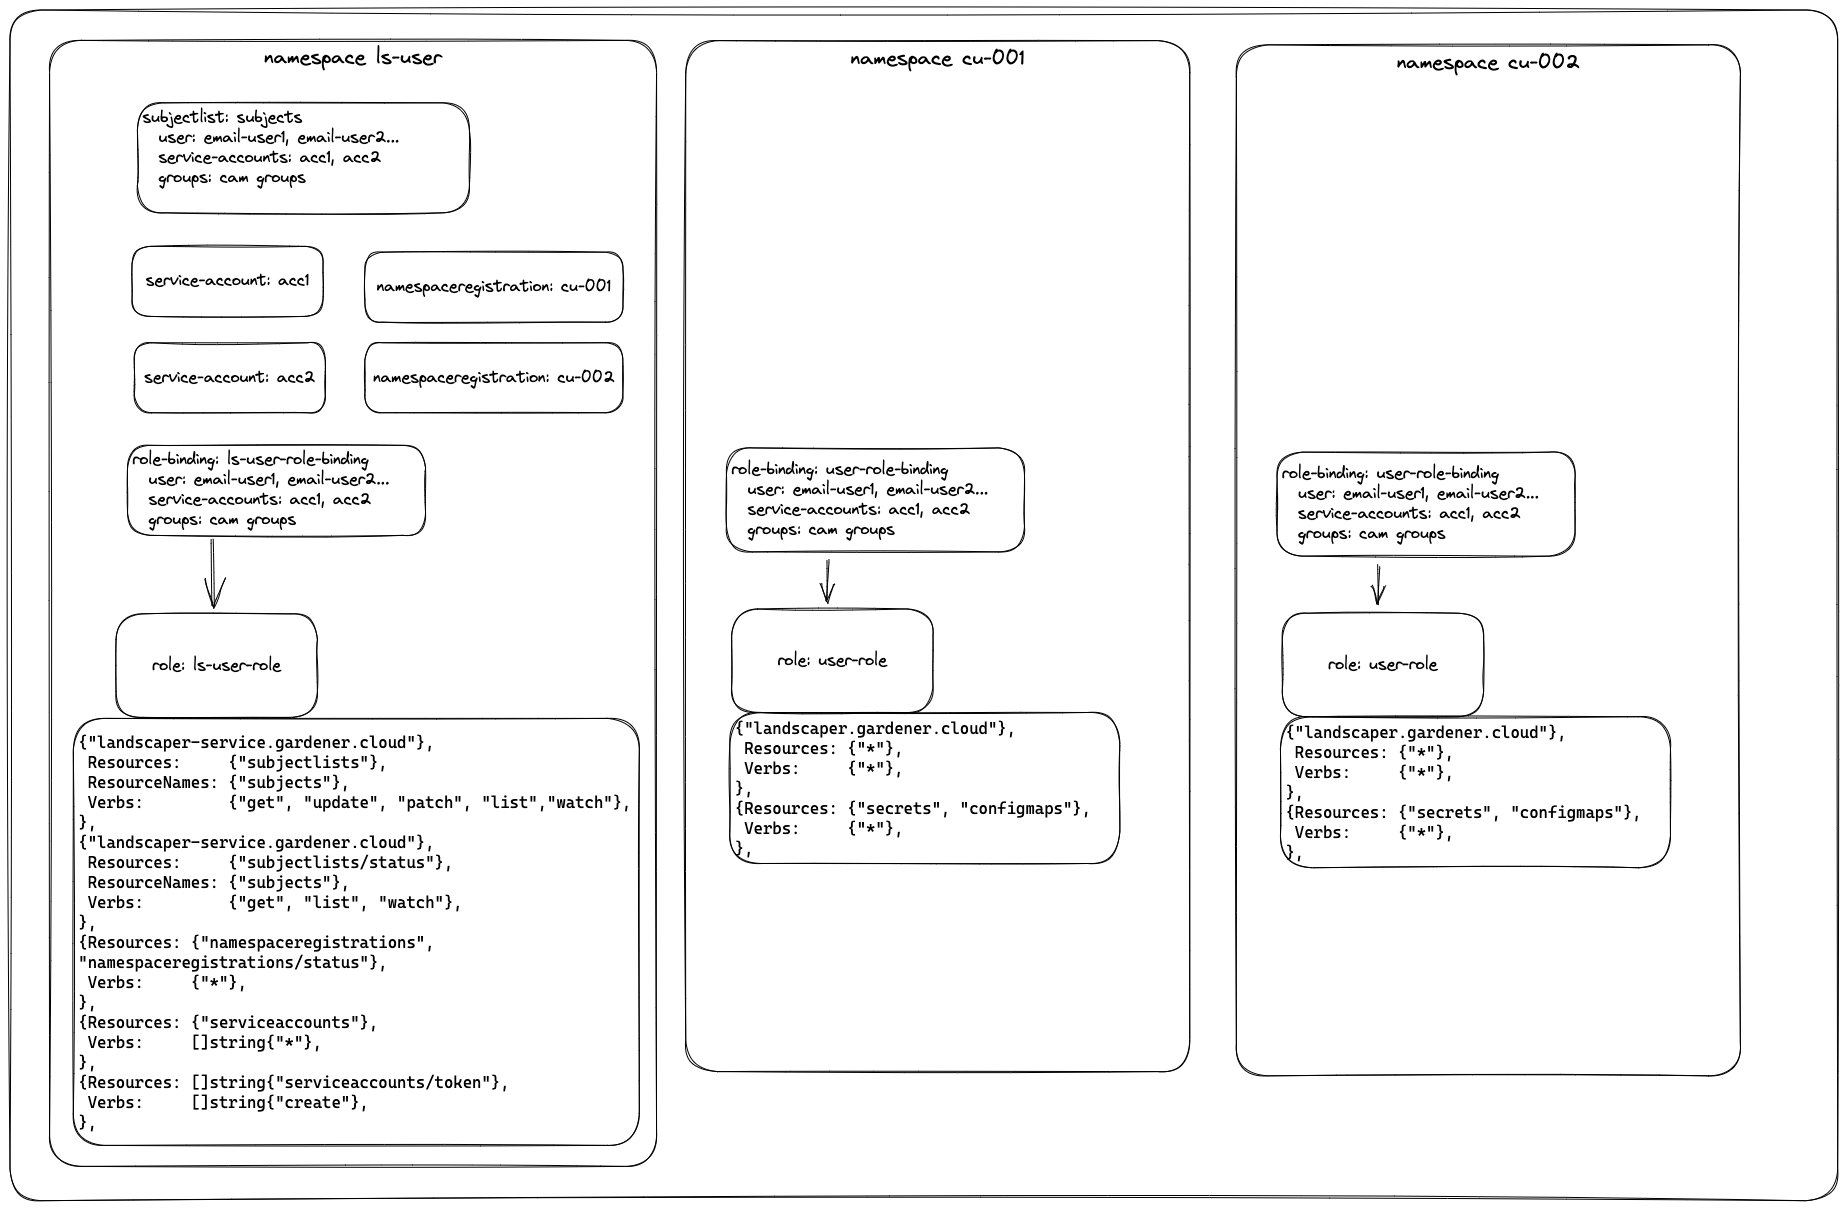 namespace ls-user
subjectlist: subjects
user: email-user1, email-user2...
service-accounts: acc1, acc2
groups: cam groups
service-account: acc1
namespaceregistration: cu-001
service-account: acc2
namespaceregistration: cu-002
role-binding: ls-user-role-binding
user: email-user1, email-user2...
service-accounts: acc1, acc2
groups: cam groups
role: ls-user-role
{"landscaper-service.gardener.cloud"},
Resources: {"subjectlists"},
ResourceNames: {"subjects"},
Verbs: {"get", "update", "patch", "list","watch"},
},
{"landscaper-service.gardener.cloud"},
Resources: {"subjectlists/status"},
ResourceNames: {"subjects"},
Verbs: {"get", "list", "watch"},
},
{Resources: {"namespaceregistrations",
"namespaceregistrations/status"},
Verbs: {"*"},
},
{Resources: {"serviceaccounts"},
Verbs: []string{"*"},
},
{Resources: []string{"serviceaccounts/token"},
Verbs: []string{"create"},
},
namespace cu-001
role-binding: user-role-binding
user: email-user1, email-user2...
service-accounts: acc1, acc2
groups: cam groups
role: user-role
{"landscaper.gardener.cloud"},
Resources: {"*"},
Verbs: {"*"},
},
{Resources: {"secrets", "configmaps"},
Verbs: {"*"},
},
namespace cu-002
role-binding: user-role-binding
user: email-user1, email-user2...
service-accounts: acc1, acc2
groups: cam groups
role: user-role
{"landscaper.gardener.cloud"},
Resources: {"*"},
Verbs: {"*"},
},
{Resources: {"secrets", "configmaps"},
Verbs: {"*"},
},